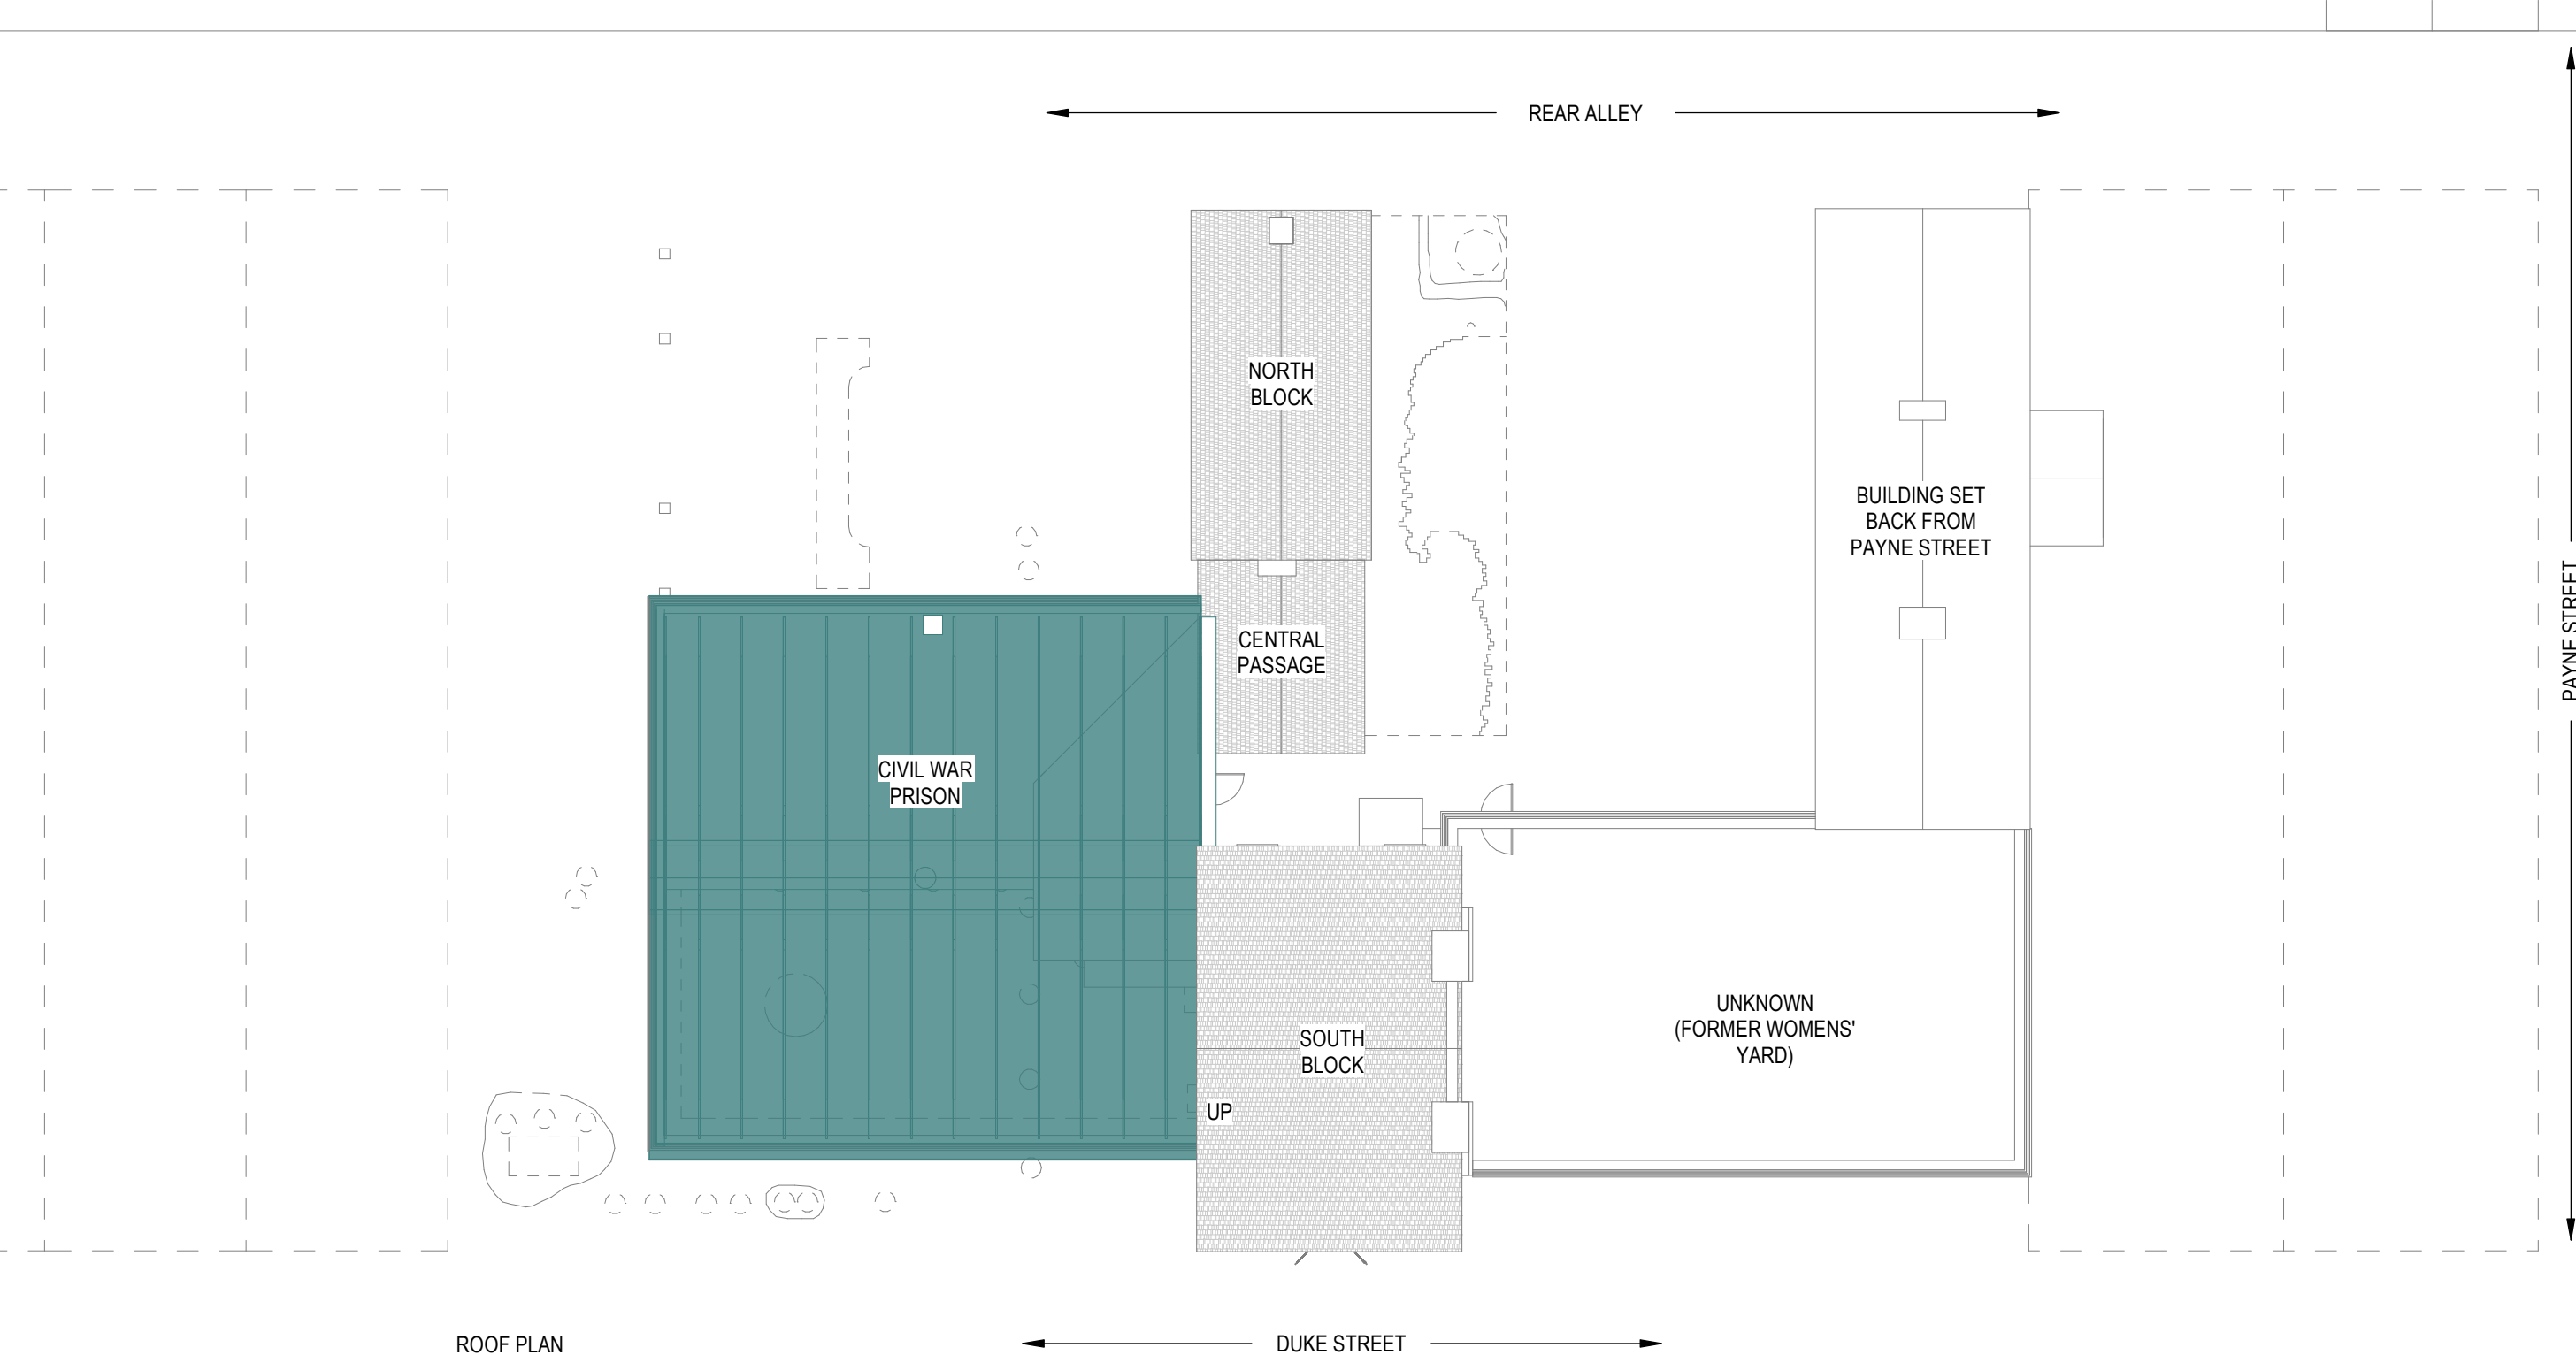 REAR ALLEY
NORTH
BLOCK
BUILDING SET
BACK FROM
PAYNE STREET
PAYNE STREET
CENTRAL
PASSAGE
CIVIL WAR
PRISON
UNKNOWN
(FORMER WOMENS'
YARD)
SOUTH
BLOCK
UP
ROOF PLAN
DUKE STREET